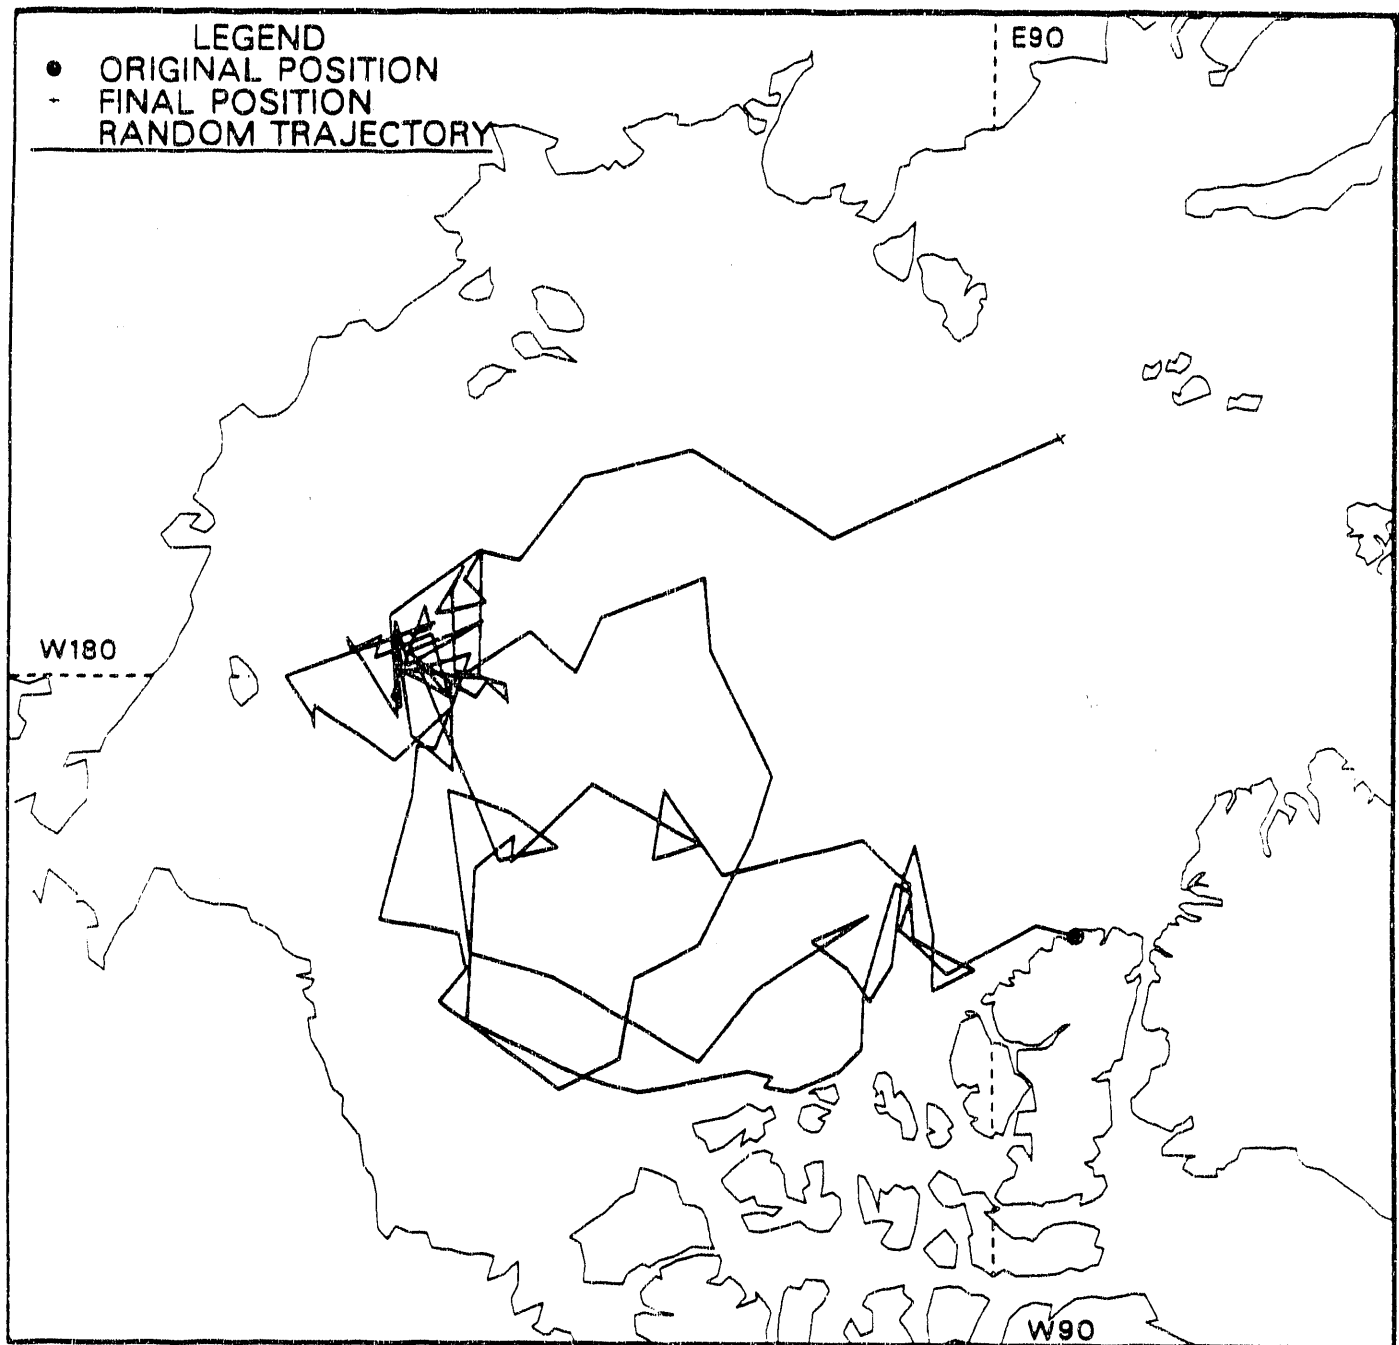 LEGEND
● ORIGINAL POSITION
+ FINAL POSITION
RANDOM TRAJECTORY
E90
W180
W90